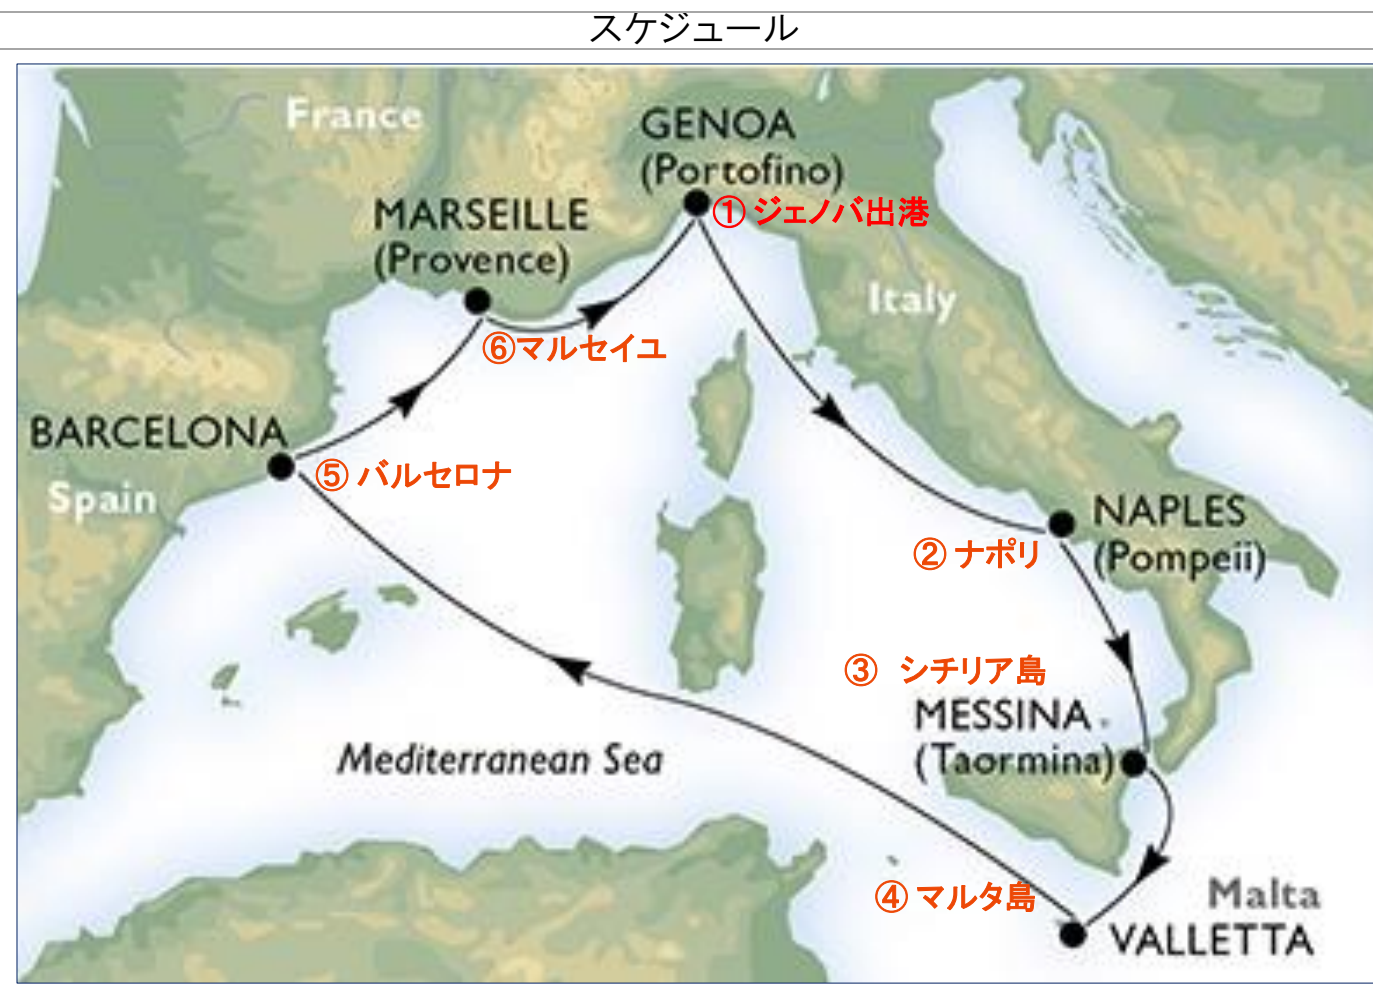 スケジュール
France
GENOA
(Portofino)
① ジェノバ出港
MARSEILLE
(Provence)
Italy
⑥マルセイユ
BARCELONA
⑤ バルセロナ
Spain
NAPLES
(Pompeii)
② ナポリ
③ シチリア島
MESSINA
(Taormina)
Mediterranean Sea
④ マルタ島
Malta
VALLETTA